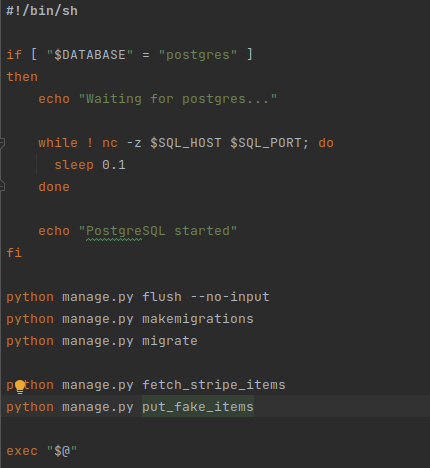 #!/bin/sh
if [ "$DATABASE" = "postgres" ]
then
    echo "Waiting for postgres..."
    while ! nc -z $SQL_HOST $SQL_PORT; do
      sleep 0.1
    done
    echo "PostgreSQL started"
fi
python manage.py flush --no-input
python manage.py makemigrations
python manage.py migrate
python manage.py fetch_stripe_items
python manage.py put_fake_items
exec "$@"